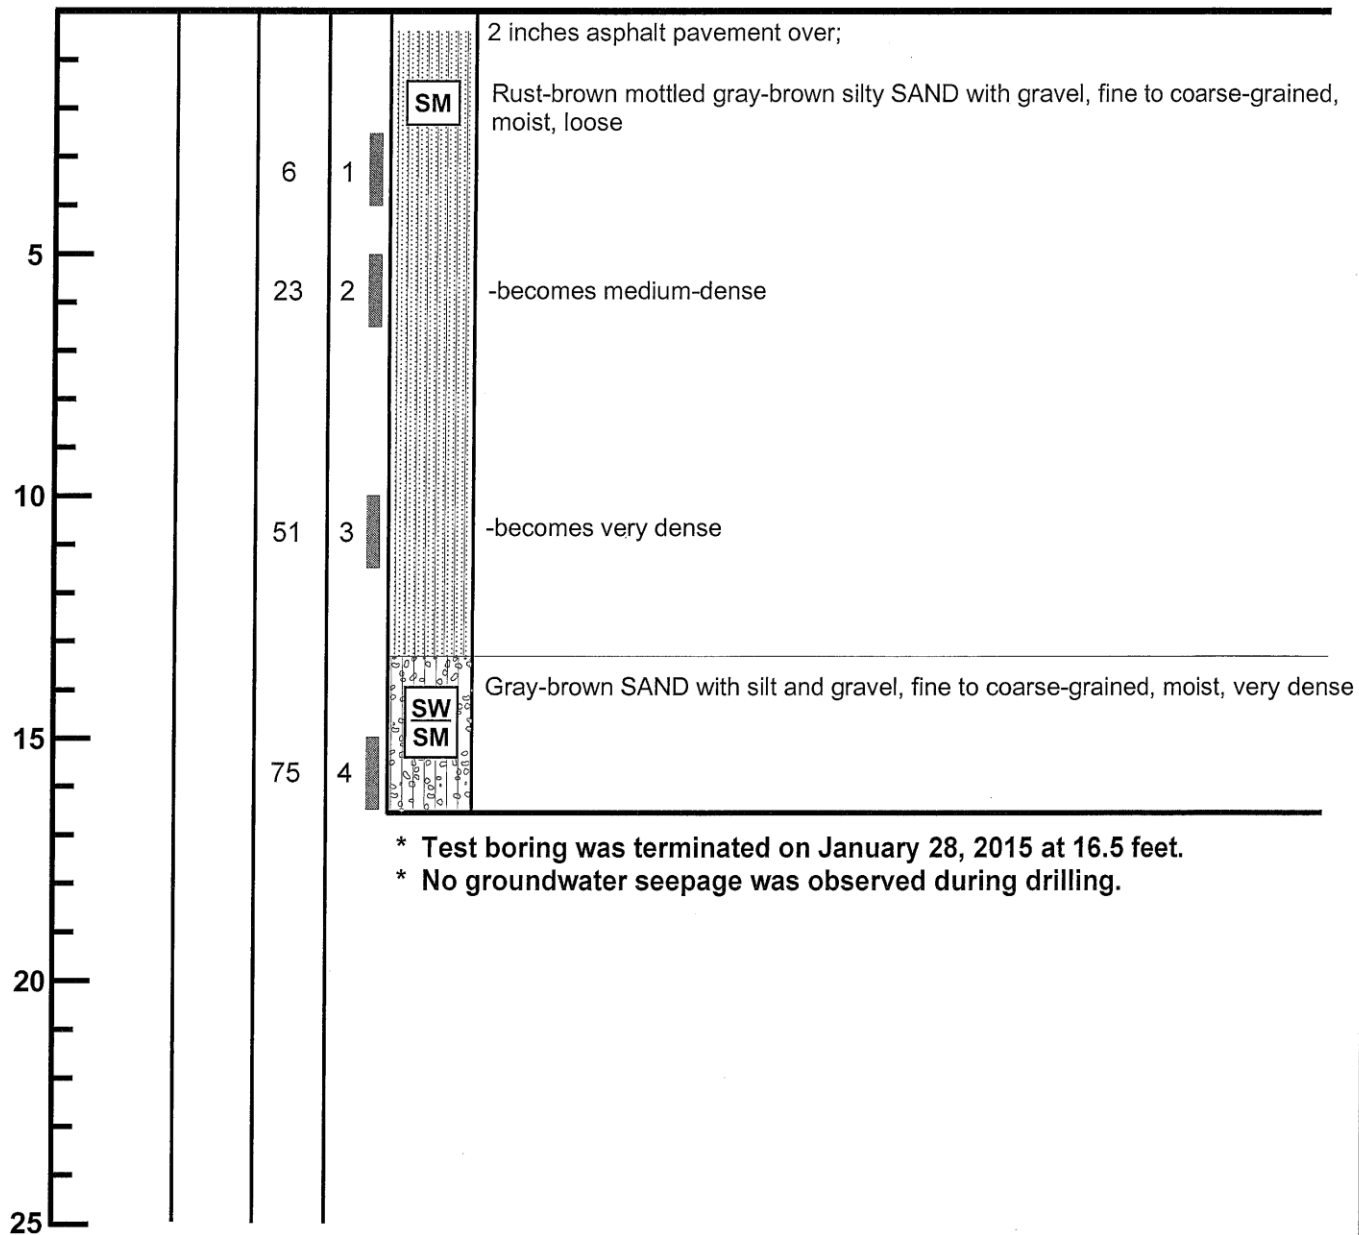 2 inches asphalt pavement over;
SM
Rust-brown mottled gray-brown silty SAND with gravel, fine to coarse-grained,
moist, loose
6 1
5
23 2 -becomes medium-dense
10
51 3 -becomes very dense
Gray-brown SAND with silt and gravel, fine to coarse-grained, moist, very dense
SW
SM
15
75 4
* Test boring was terminated on January 28, 2015 at 16.5 feet.
* No groundwater seepage was observed during drilling.
20
25